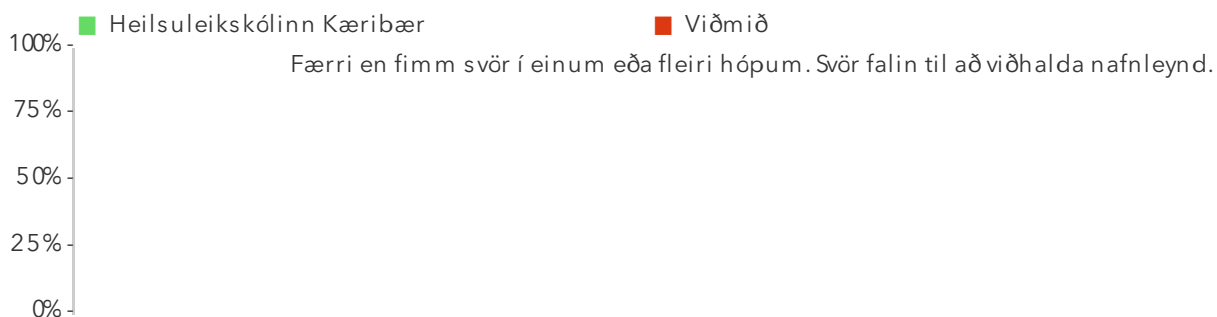 Heilsuleikskólinn Kæribær
Viðmið
100%
Færri en fimm svör í einum eða fleiri hópum. Svör falin til að viðhalda nafnleynd.
75%
50%
25%
0%